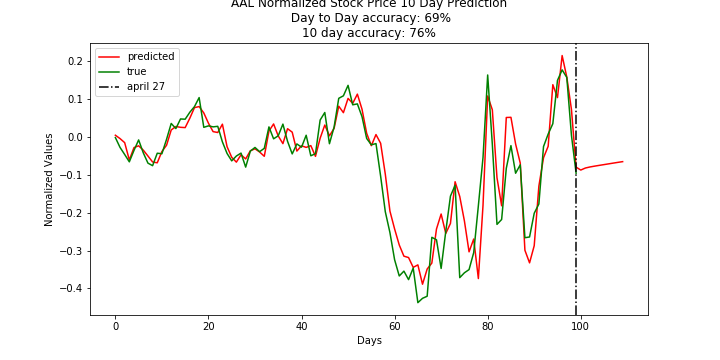 AAL Normalized Stock Price 10 Day Prediction
Day to Day accuracy: 69%
10 day accuracy: 76%
predicted
true
april 27
Normalized Values
0.2
0.1
0.0
−0.1
−0.2
−0.3
−0.4
0
20
40
60
80
100
Days